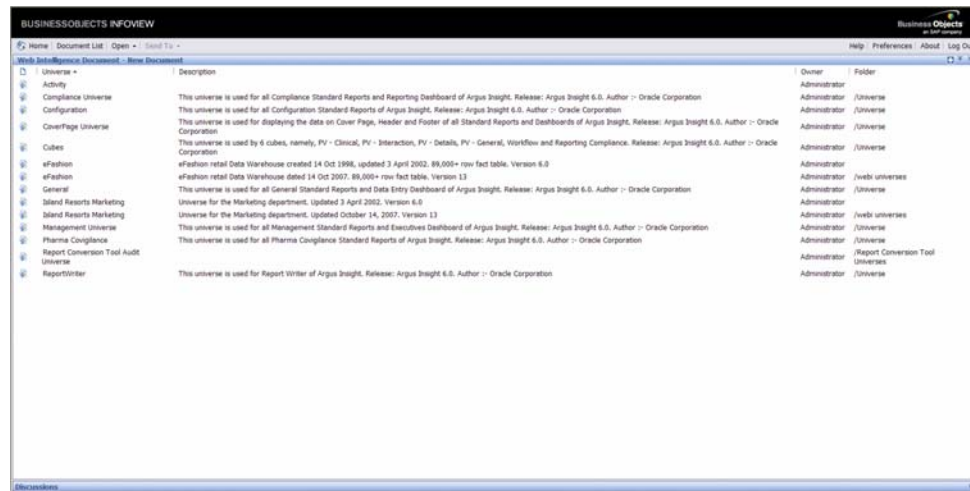 BUSINESSOBJECTS INFOVIEW
Business Objects
an SAP company
Home | Document List | Open | Send To
Help | Preferences | About | Log Ou
Web Intelligence Document - New Document
Universe Description Owner Folder
Activity Administrator
Compliance Universe This universe is used for all Compliance Standard Reports and Reporting Dashboard of Argus Insight. Release: Argus Insight 6.0. Author :- Oracle Corporation Administrator /Universe
Configuration This universe is used for all Configuration Standard Reports of Argus Insight. Release: Argus Insight 6.0. Author :- Oracle Corporation Administrator /Universe
CoverPage Universe This universe is used for displaying the data on Cover Page, Header and Footer of all Standard Reports and Dashboards of Argus Insight. Release: Argus Insight 6.0. Author :- Oracle Administrator /Universe
Corporation
Cubes This universe is used by 6 cubes, namely, PV - Clinical, PV - Interaction, PV - Details, PV - General, Workflow and Reporting Compliance. Release: Argus Insight 6.0. Author :- Oracle Administrator /Universe
Corporation
eFashion eFashion retail Data Warehouse created 14 Oct 1998, updated 3 April 2002. 89,000+ row fact table. Version 6.0 Administrator
eFashion eFashion retail Data Warehouse dated 14 Oct 2007. 89,000+ row fact table. Version 13 Administrator /webi universes
General This universe is used for all General Standard Reports and Data Entry Dashboard of Argus Insight. Release: Argus Insight 6.0. Author :- Oracle Corporation Administrator /Universe
Island Resorts Marketing Universe for the Marketing department. Updated 3 April 2002. Version 6.0 Administrator
Island Resorts Marketing Universe for the Marketing department. Updated October 14, 2007. Version 13 Administrator /webi universes
Management Universe This universe is used for all Management Standard Reports and Executives Dashboard of Argus Insight. Release: Argus Insight 6.0. Author :- Oracle Corporation Administrator /Universe
Pharma Covigilance This universe is used for all Pharma Covigilance Standard Reports of Argus Insight. Release: Argus Insight 6.0. Author :- Oracle Corporation Administrator /Universe
Report Conversion Tool Audit Administrator /Report Conversion Tool
Universe Universes
ReportWriter This universe is used for Report Writer of Argus Insight. Release: Argus Insight 6.0. Author :- Oracle Corporation Administrator /Universe
Discussions